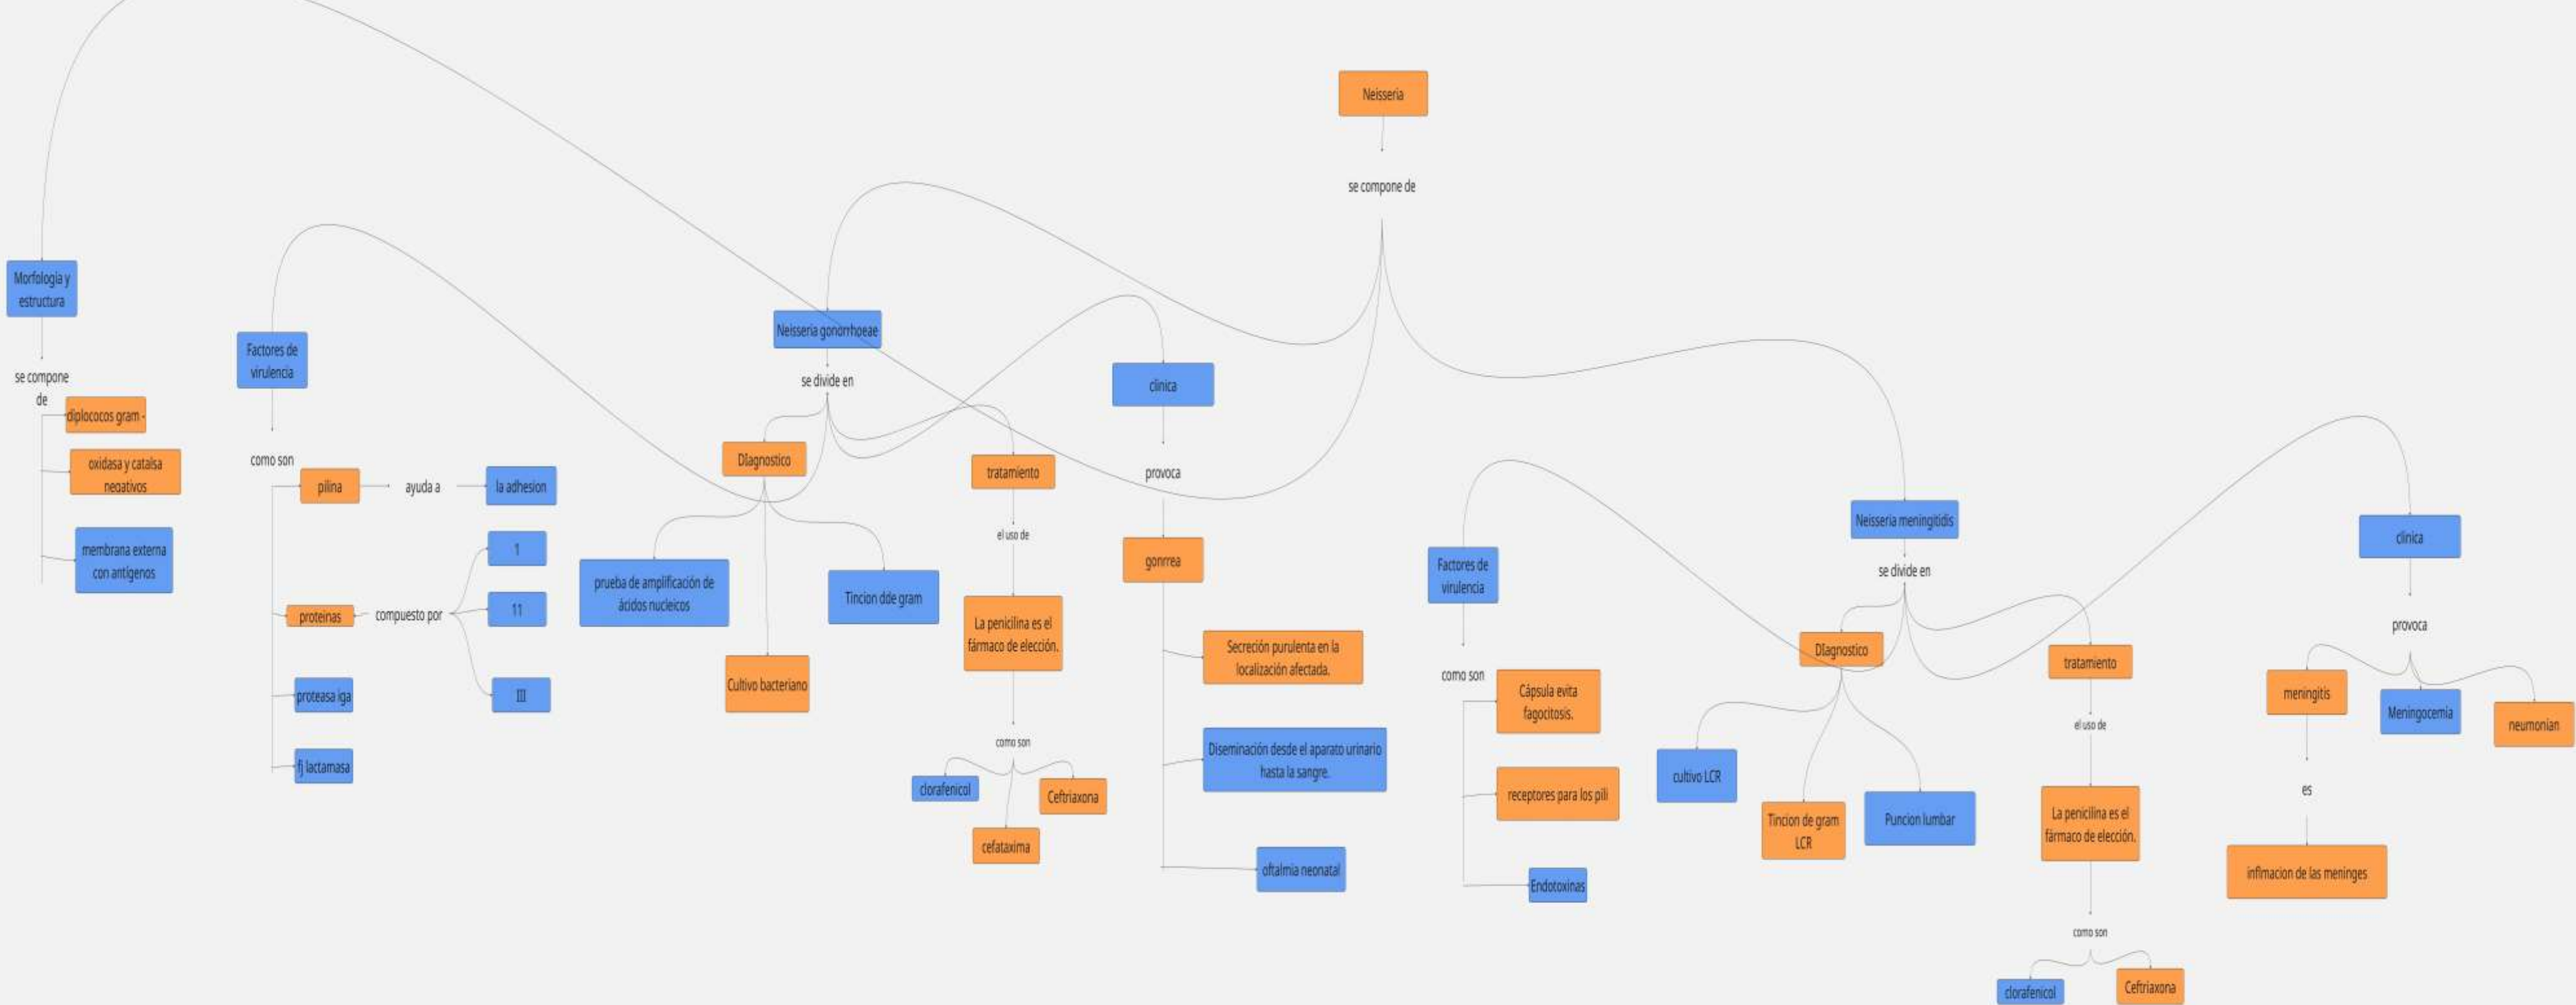 Neisseria
se compone de
Morfología y
estructura
se compone
de
diplococos gram -
oxidasa y catalsa
negativos
membrana externa
con antígenos
Neisseria gonorrhoeae
se divide en
Factores de
virulencia
como son
pilina
ayuda a
la adhesion
proteinas
compuesto por
1
11
III
proteasa iga
fj lactamasa
DIagnostico
prueba de amplificación de
ácidos nucleicos
Cultivo bacteriano
Tincion dde gram
tratamiento
el uso de
La penicilina es el
fármaco de elección.
como son
clorafenicol
cefataxima
Ceftriaxona
clinica
provoca
gonrrea
Secreción purulenta en la
localización afectada.
Diseminación desde el aparato urinario
hasta la sangre.
oftalmia neonatal
Neisseria meningitidis
se divide en
Factores de
virulencia
como son
Cápsula evita
fagocitosis.
receptores para los pili
Endotoxinas
DIagnostico
cultivo LCR
Tincion de gram
LCR
Puncion lumbar
tratamiento
el uso de
La penicilina es el
fármaco de elección.
como son
clorafenicol
Ceftriaxona
clinica
provoca
meningitis
es
inflmacion de las meninges
Meningocemia
neumonian